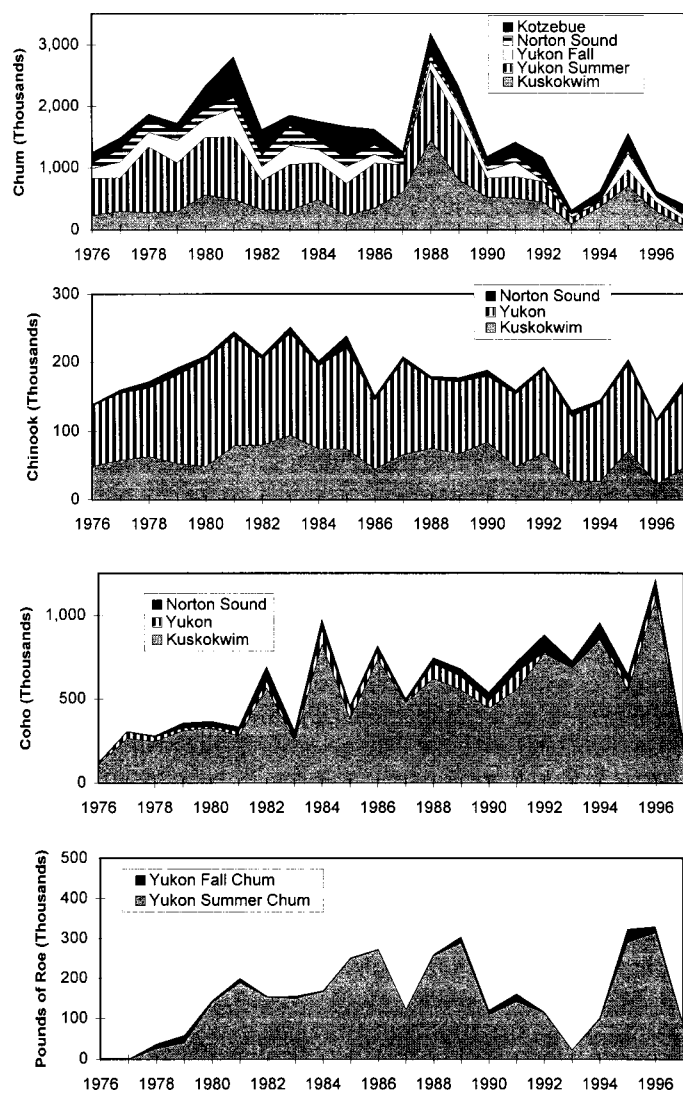 Kotzebue
Norton Sound
Yukon Fall
Yukon Summer
Kuskokwim
Chum (Thousands)
3,000
2,000
1,000
0
1976 1978 1980 1982 1984 1986 1988 1990 1992 1994 1996
Norton Sound
Yukon
Kuskokwim
Chinook (Thousands)
300
200
100
0
1976 1978 1980 1982 1984 1986 1988 1990 1992 1994 1996
Norton Sound
Yukon
Kuskokwim
Coho (Thousands)
1,000
500
0
1976 1978 1980 1982 1984 1986 1988 1990 1992 1994 1996
Yukon Fall Chum
Yukon Summer Chum
Pounds of Roe (Thousands)
500
400
300
200
100
0
1976 1978 1980 1982 1984 1986 1988 1990 1992 1994 1996